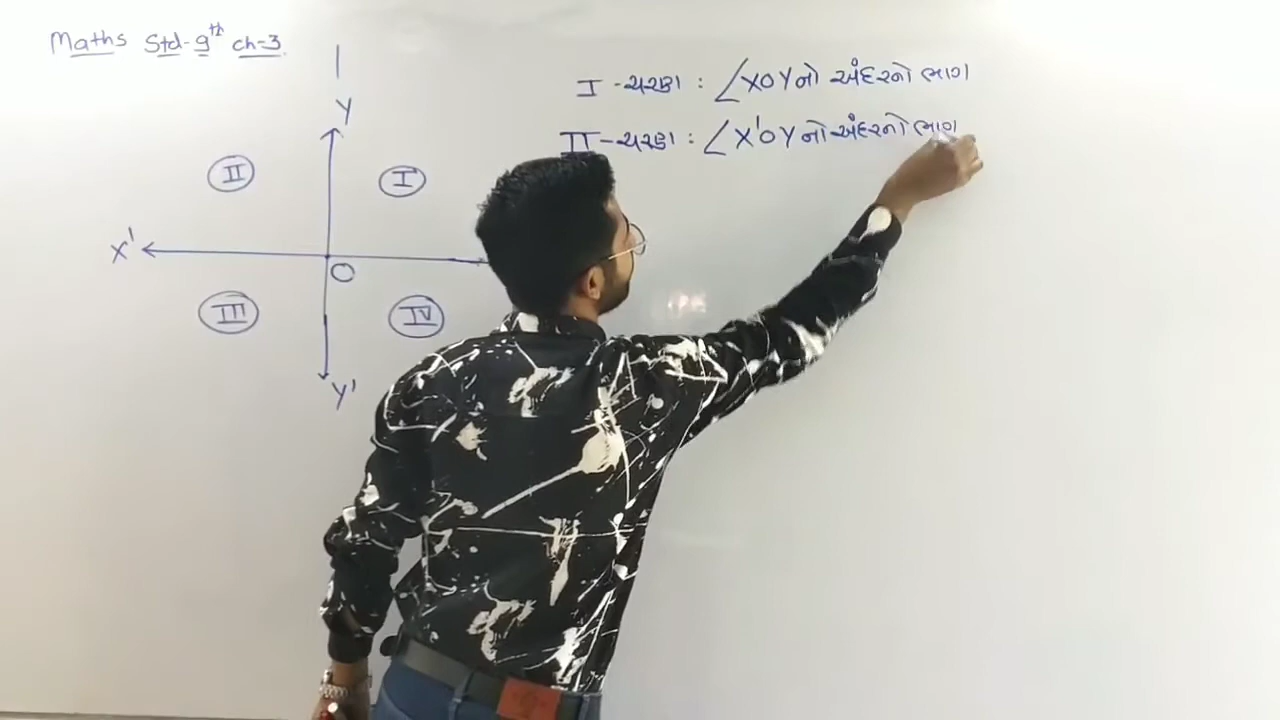 Maths Std-9th ch-3
I -ચરણ : ∠XOY નો અંદરનો ભાગ
II -ચરણ : ∠X'OY નો અંદરનો ભાગ
Y
II
I
X'
O
III
IV
Y'